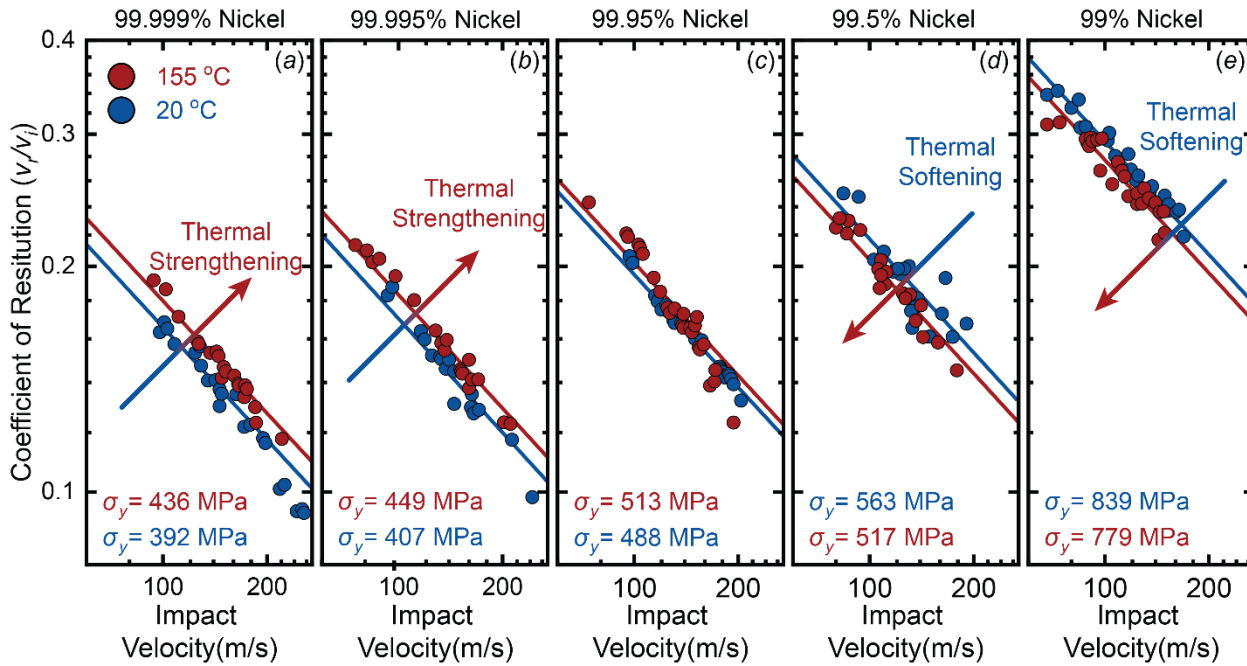 99.999% Nickel
99.995% Nickel
99.95% Nickel
99.5% Nickel
99% Nickel
Coefficient of Resitution (vr/vi)
0.4
0.3
0.2
0.1
(a)
155 °C
20 °C
Thermal
Strengthening
σy= 436 MPa
σy= 392 MPa
100
200
Impact
Velocity(m/s)
(b)
Thermal
Strengthening
σy= 449 MPa
σy= 407 MPa
100
200
Impact
Velocity(m/s)
(c)
σy= 513 MPa
σy= 488 MPa
100
200
Impact
Velocity(m/s)
(d)
Thermal
Softening
σy= 563 MPa
σy= 517 MPa
100
200
Impact
Velocity(m/s)
(e)
Thermal
Softening
σy= 839 MPa
σy= 779 MPa
100
200
Impact
Velocity(m/s)